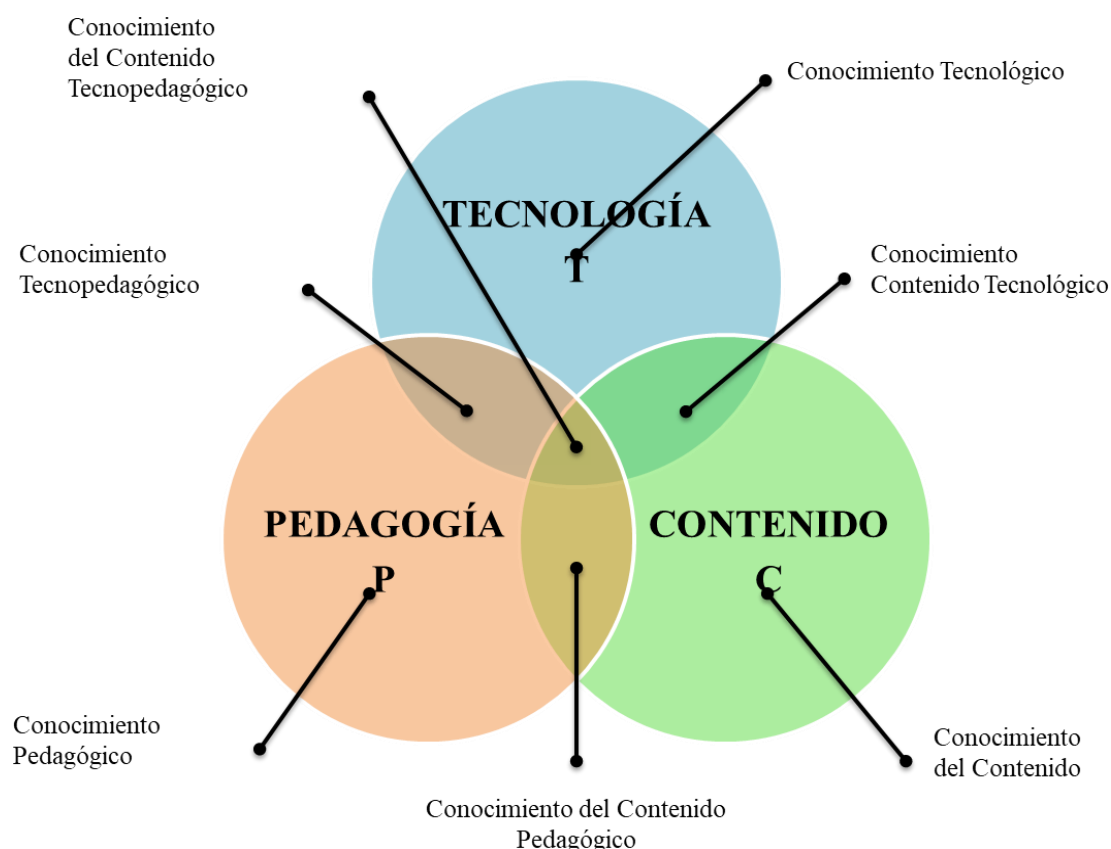 Conocimiento
del Contenido
Tecnopedagógico
Conocimiento Tecnológico
TECNOLOGÍA
T
Conocimiento
Tecnopedagógico
Conocimiento
Contenido Tecnológico
PEDAGOGÍA
P
CONTENIDO
C
Conocimiento
Pedagógico
Conocimiento del Contenido
Pedagógico
Conocimiento
del Contenido